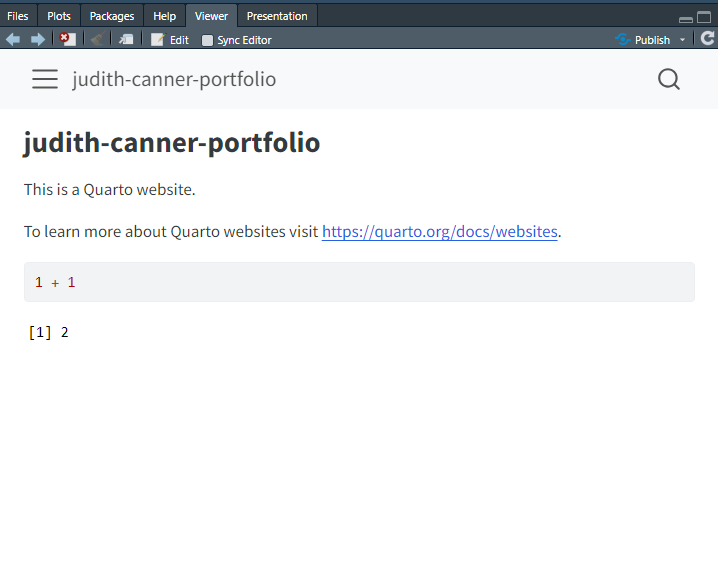 Files Plots Packages Help Viewer Presentation
Edit Sync Editor Publish
judith-canner-portfolio
judith-canner-portfolio
This is a Quarto website.
To learn more about Quarto websites visit https://quarto.org/docs/websites.
1 + 1
[1] 2